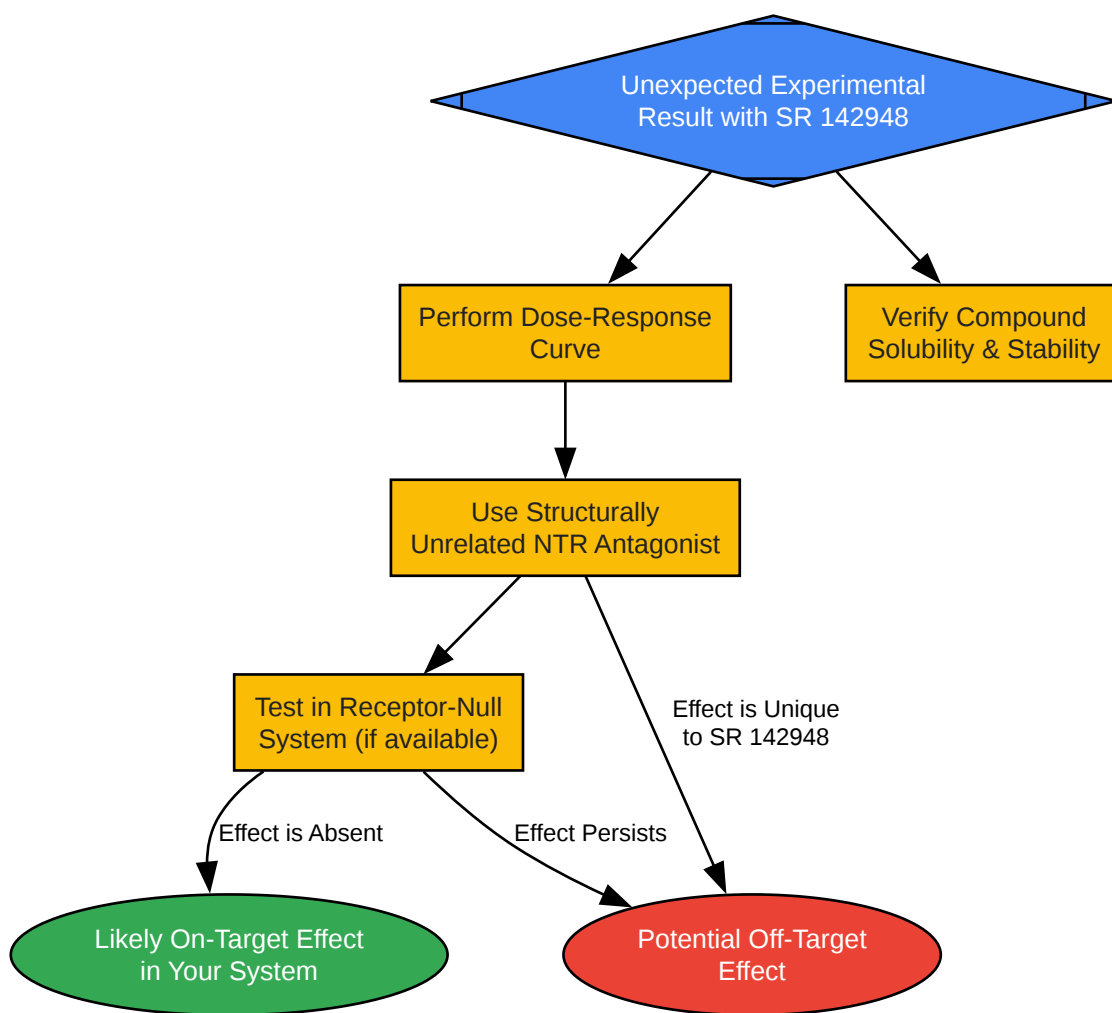 Unexpected Experimental
Result with SR 142948
Perform Dose-Response
Curve
Verify Compound
Solubility & Stability
Use Structurally
Unrelated NTR Antagonist
Test in Receptor-Null
System (if available)
Effect is Unique
to SR 142948
Effect is Absent
Effect Persists
Likely On-Target Effect
in Your System
Potential Off-Target
Effect